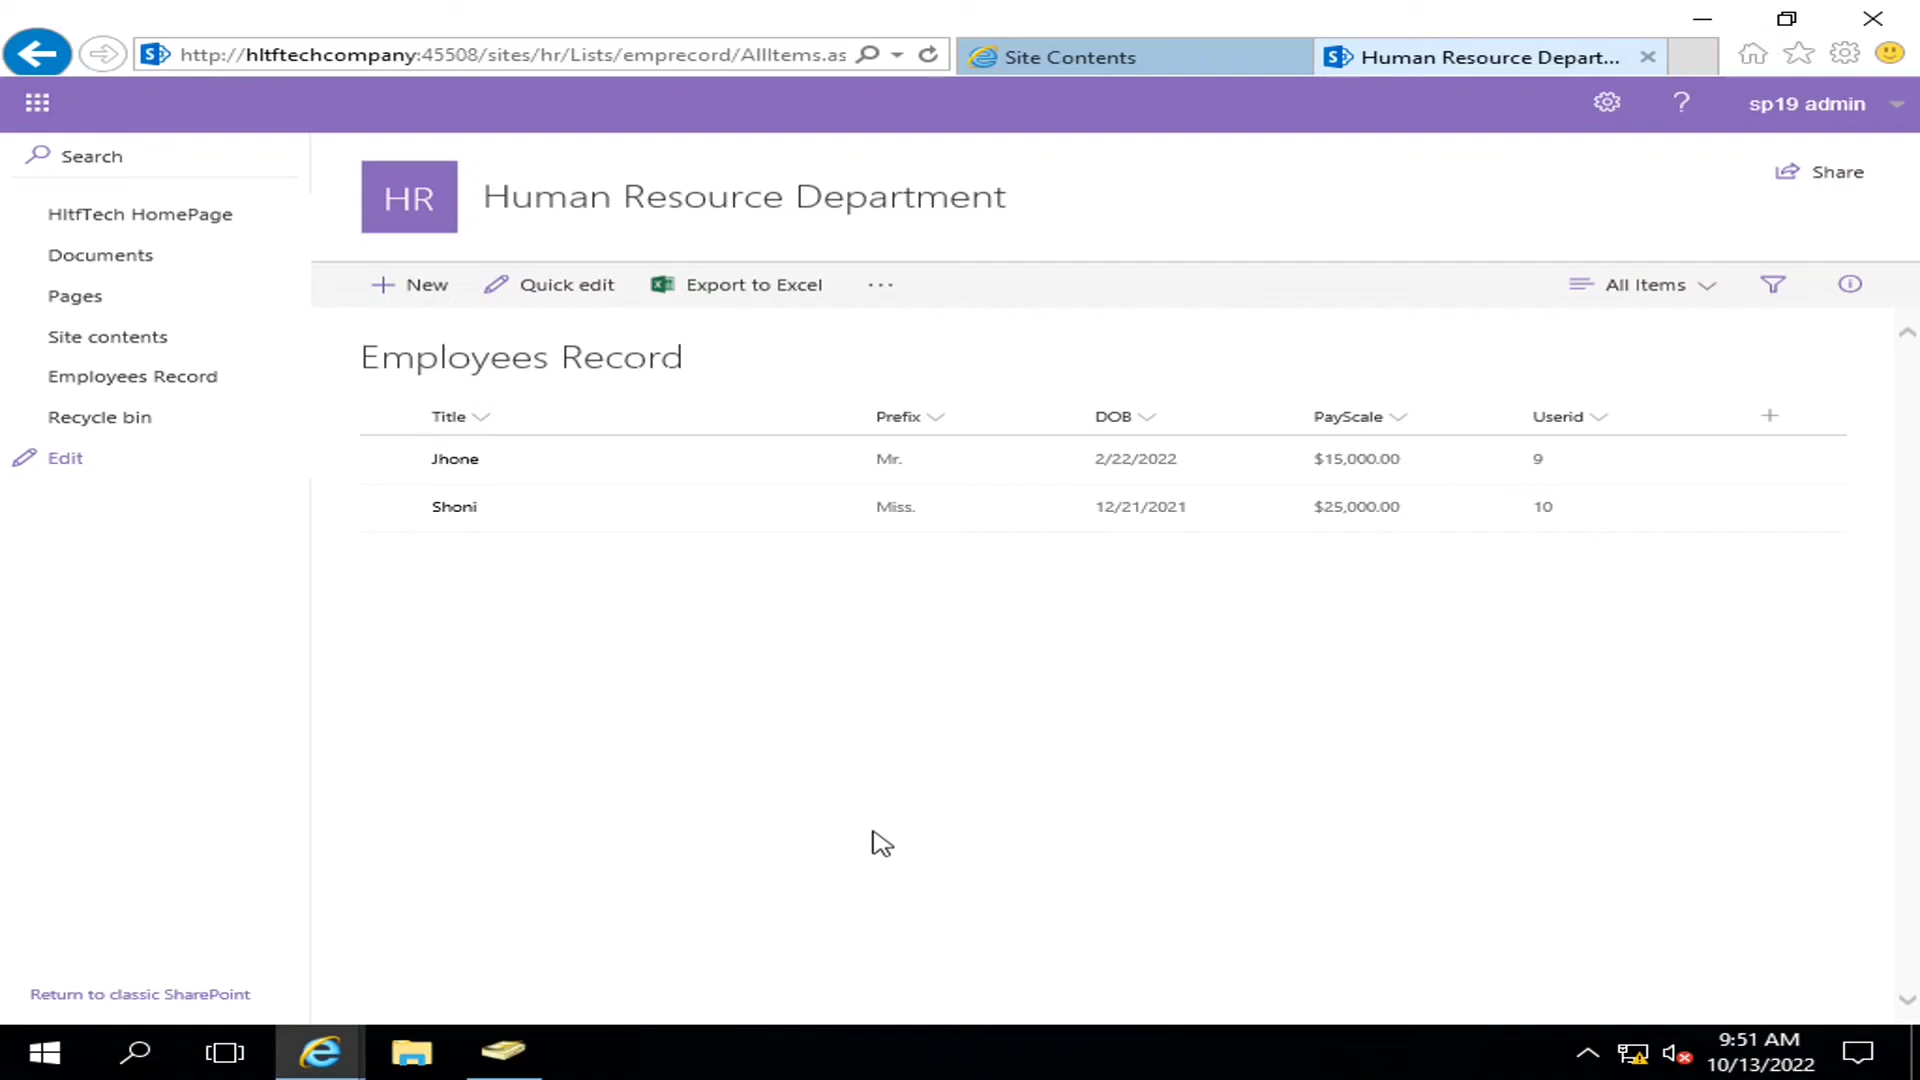 http://hltftechcompany:45508/sites/hr/Lists/emprecord/AllItems.as
Site Contents
Human Resource Depart...
sp19 admin
Search
HR
Human Resource Department
Share
HltfTech HomePage
Documents
Pages
Site contents
Employees Record
Recycle bin
Edit
New
Quick edit
Export to Excel
All Items
Employees Record
Title Prefix DOB PayScale Userid
Jhone Mr. 2/22/2022 $15,000.00 9
Shoni Miss. 12/21/2021 $25,000.00 10
Return to classic SharePoint
9:51 AM
10/13/2022